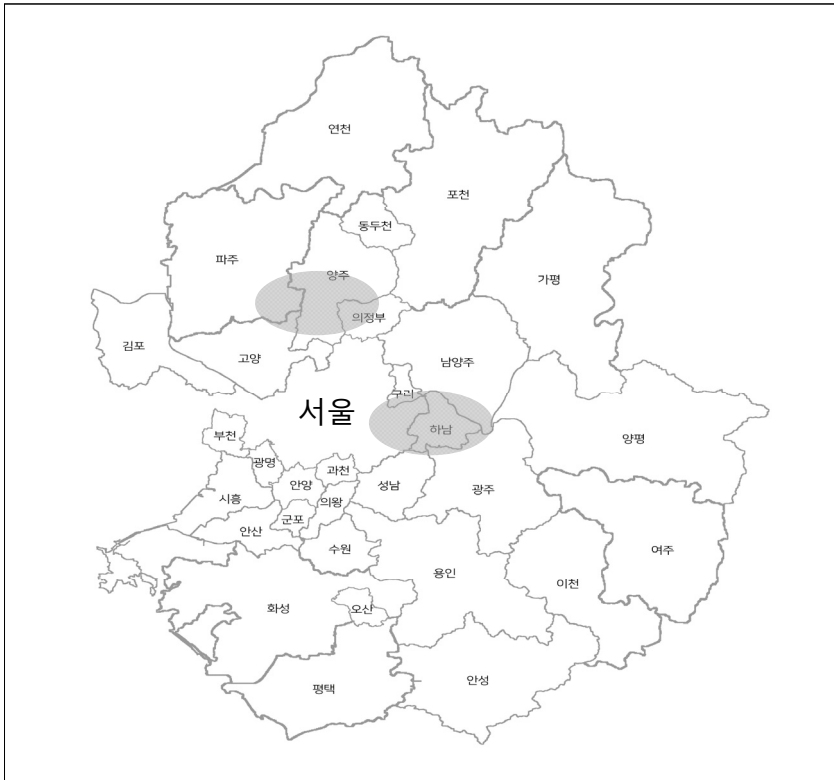 연천
포천
동두천
파주
양주
가평
의정부
김포
고양
남양주
구리
서울
하남
부천
양평
광명
과천
안양
성남
시흥
의왕
광주
군포
안산
수원
여주
용인
이천
화성
오산
안성
평택